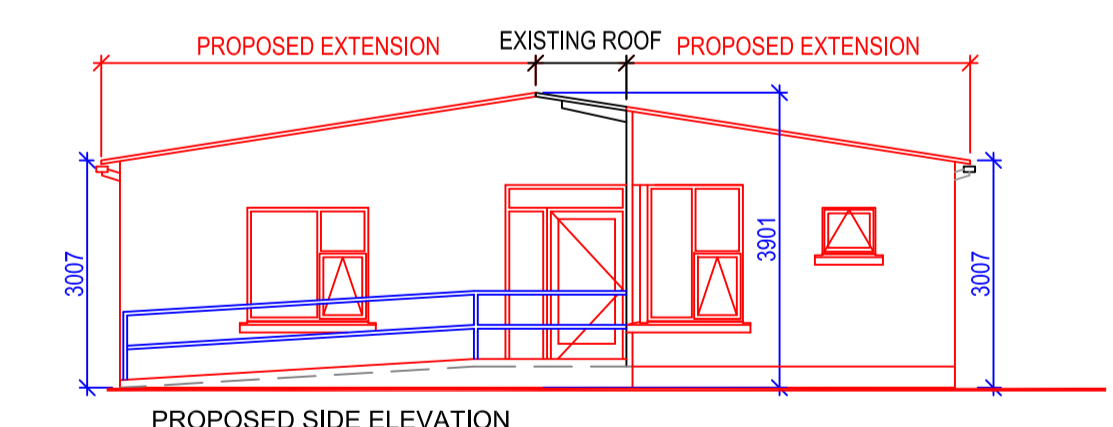 PROPOSED EXTENSION EXISTING ROOF PROPOSED EXTENSION
3007
3901
3007
PROPOSED SIDE ELEVATION